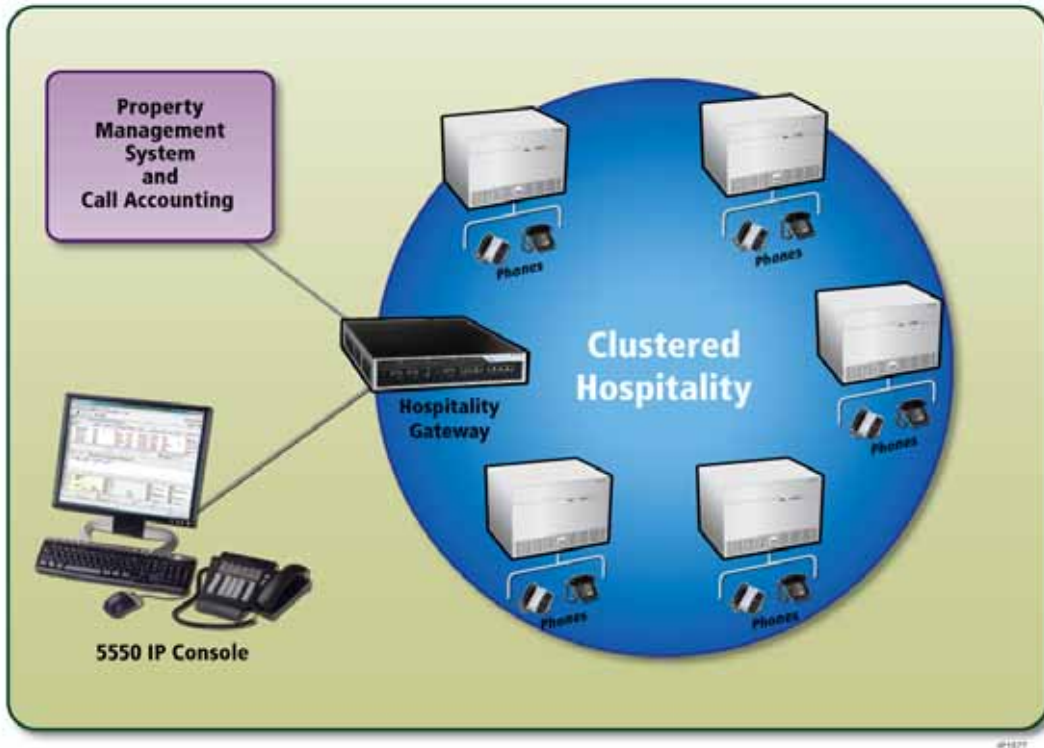 Property
Management
System
and
Call Accounting
Phones
Phones
Clustered
Hospitality
Hospitality
Gateway
Phones
Phones
Phones
5550 IP Console